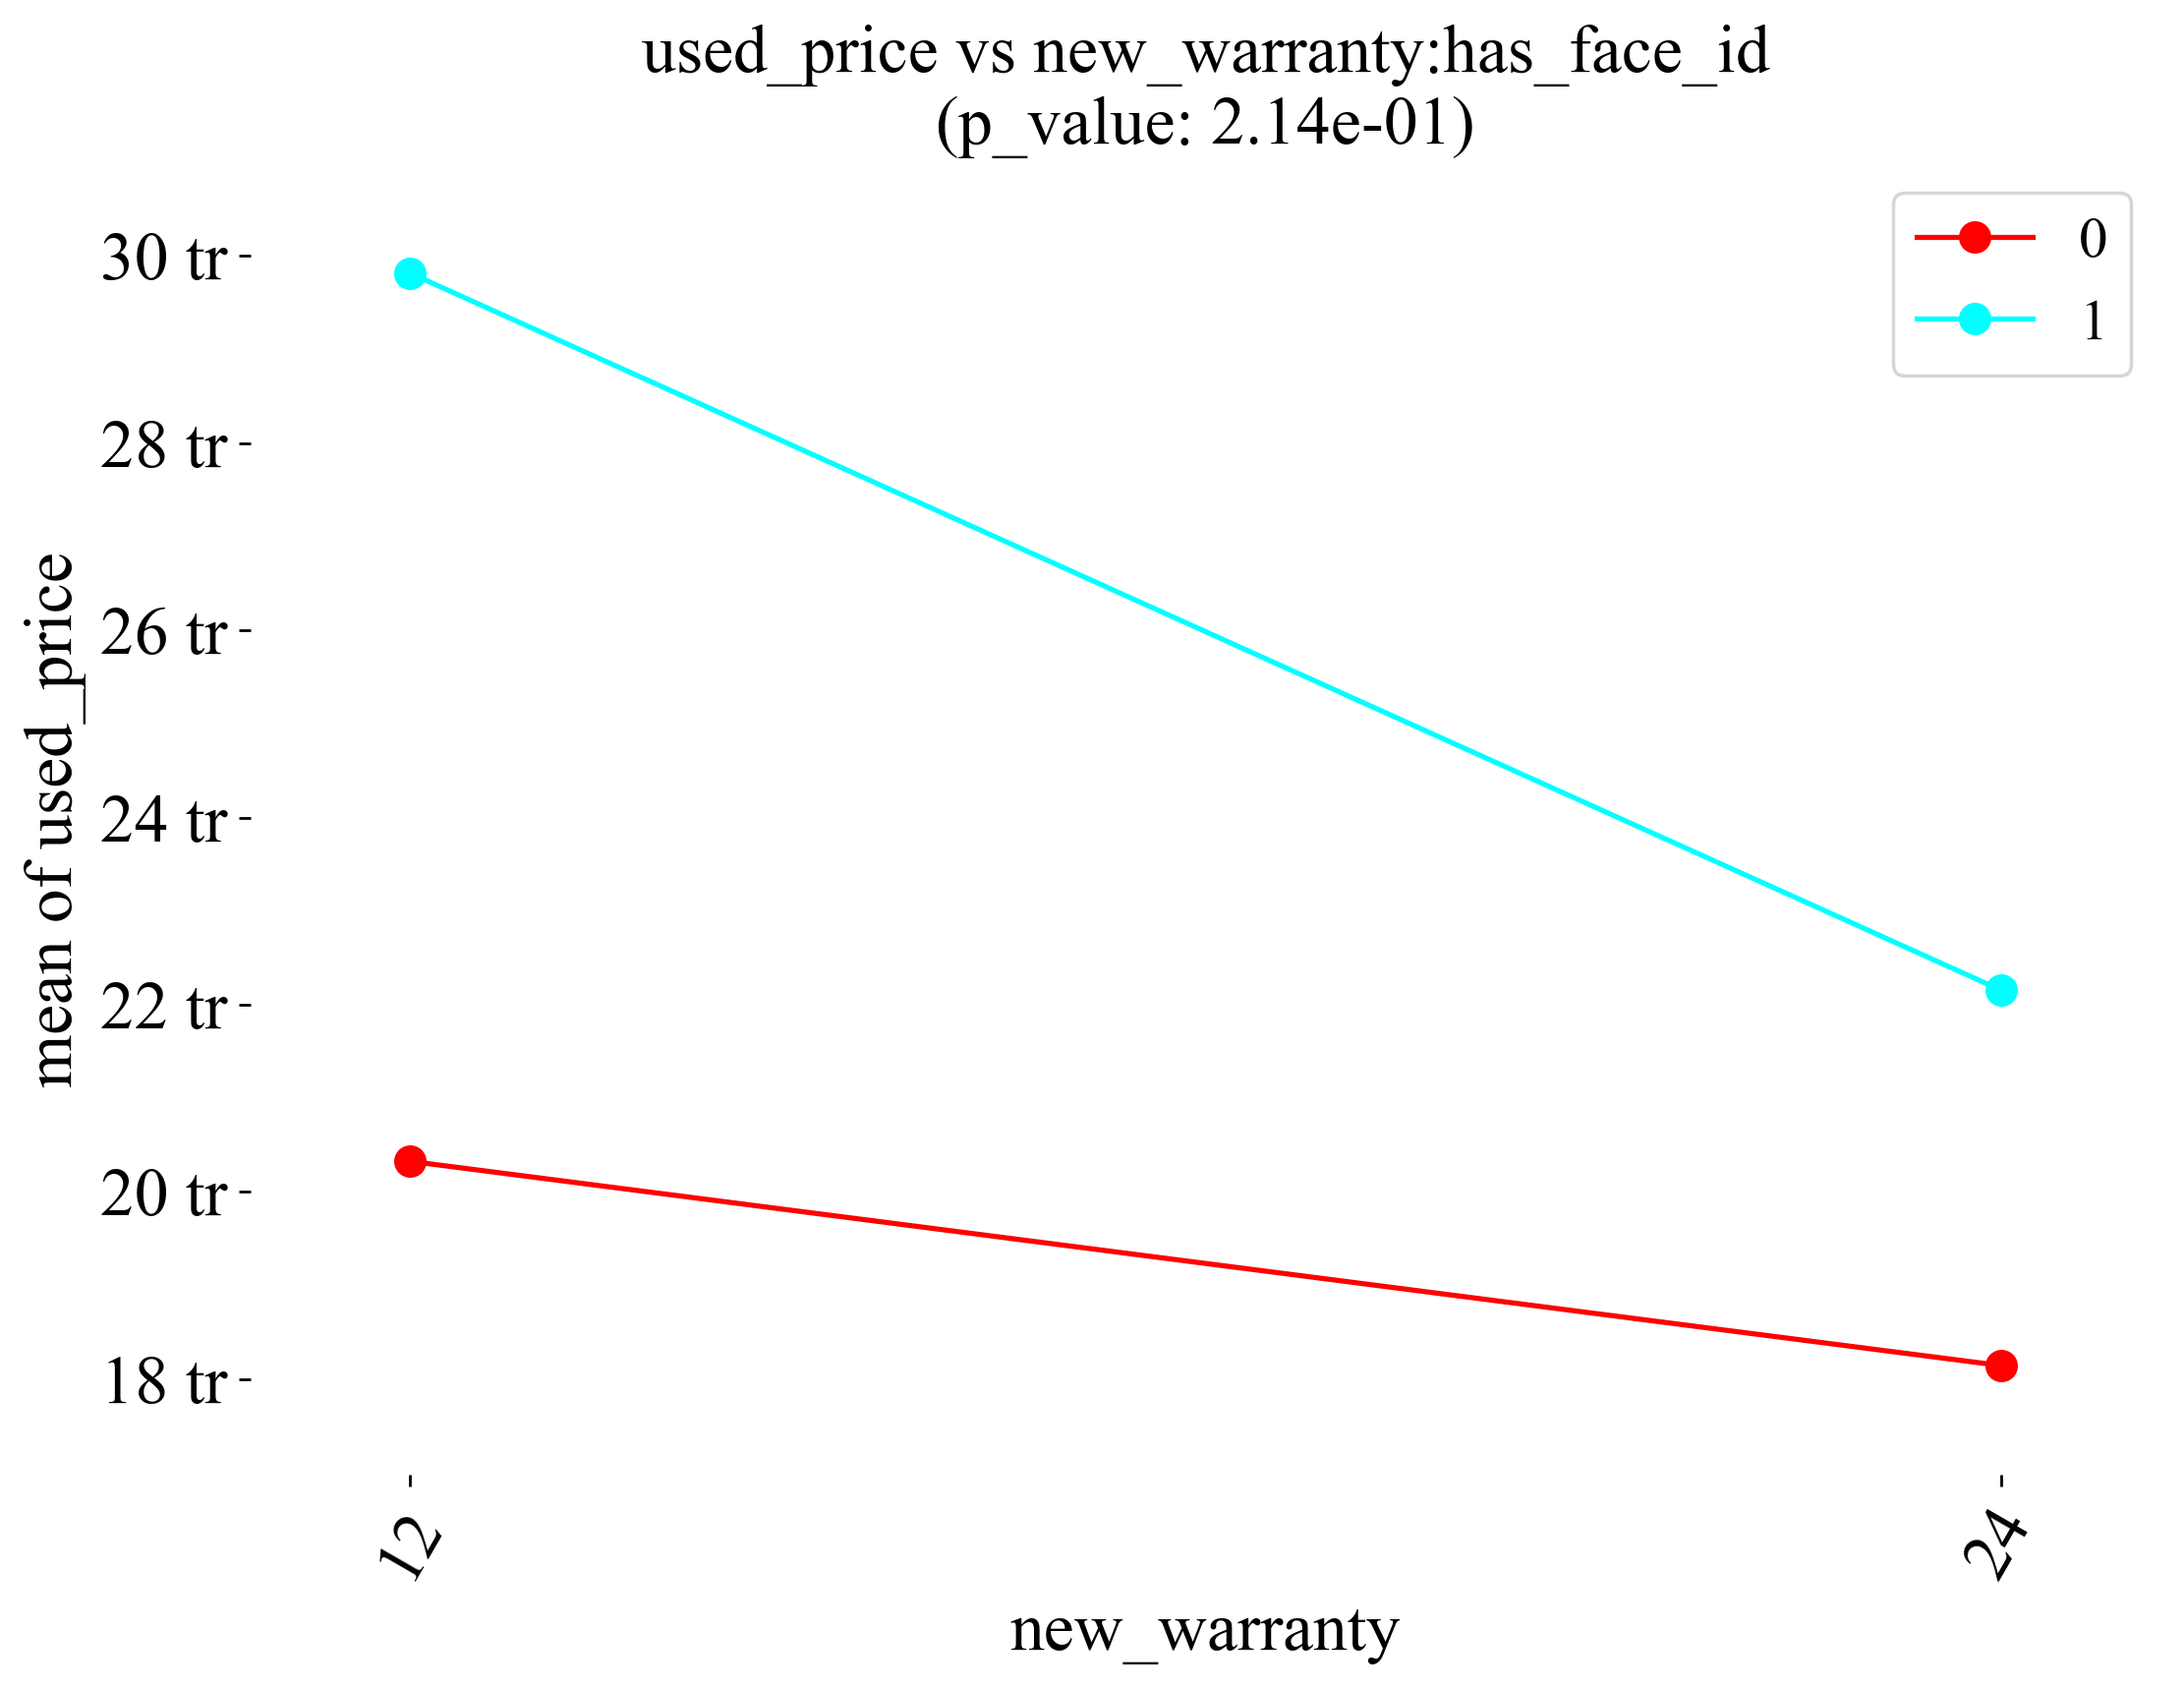 used_price vs new_warranty:has_face_id
(p_value: 2.14e-01)
0
1
30 tr
28 tr
26 tr
24 tr
22 tr
20 tr
18 tr
mean of used_price
12
24
new_warranty